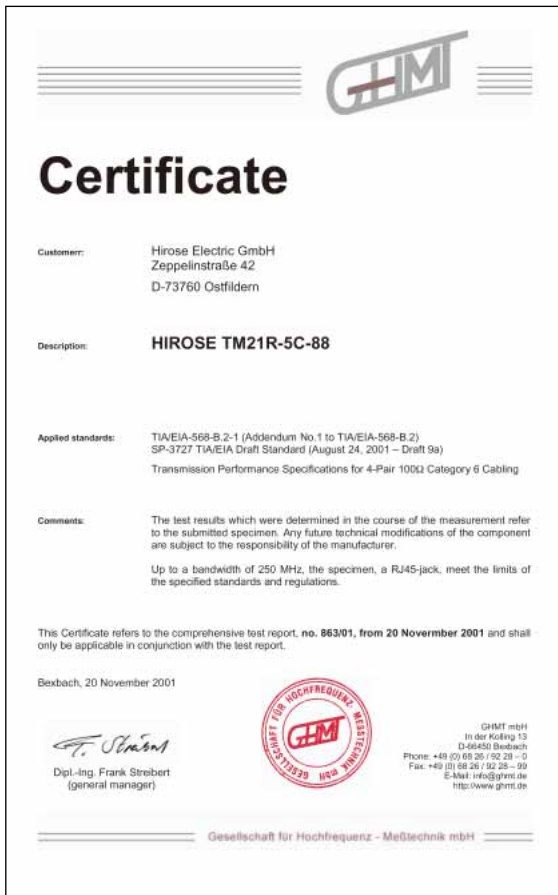 GHMT
Certificate
Customerr:
Hirose Electric GmbH
Zeppelinstraße 42
D-73760 Ostfildern
Description:
HIROSE TM21R-5C-88
Applied standards:
TIA/EIA-568-B.2-1 (Addendum No.1 to TIA/EIA-568-B.2)
SP-3727 TIA/EIA Draft Standard (August 24, 2001 – Draft 9a)
Transmission Performance Specifications for 4-Pair 100Ω Category 6 Cabling
Comments:
The test results which were determined in the course of the measurement refer
to the submitted specimen. Any future technical modifications of the component
are subject to the responsibility of the manufacturer.
Up to a bandwidth of 250 MHz, the specimen, a RJ45-jack, meet the limits of
the specified standards and regulations.
This Certificate refers to the comprehensive test report, no. 863/01, from 20 Novermber 2001 and shall
only be applicable in conjunction with the test report.
Bexbach, 20 November 2001
GESELLSCHAFT FÜR HOCHFREQUENZ- MESSTECHNIK mbH
GHMT
F. Streibert
Dipl.-Ing. Frank Streibert
(general manager)
GHMT mbH
In der Kolling 13
D-66450 Bexbach
Phone: +49 (0) 68 26 / 92 28 – 0
Fax: +49 (0) 68 26 / 92 28 – 99
E-Mail: info@ghmt.de
http://www.ghmt.de
Gesellschaft für Hochfrequenz - Meßtechnik mbH